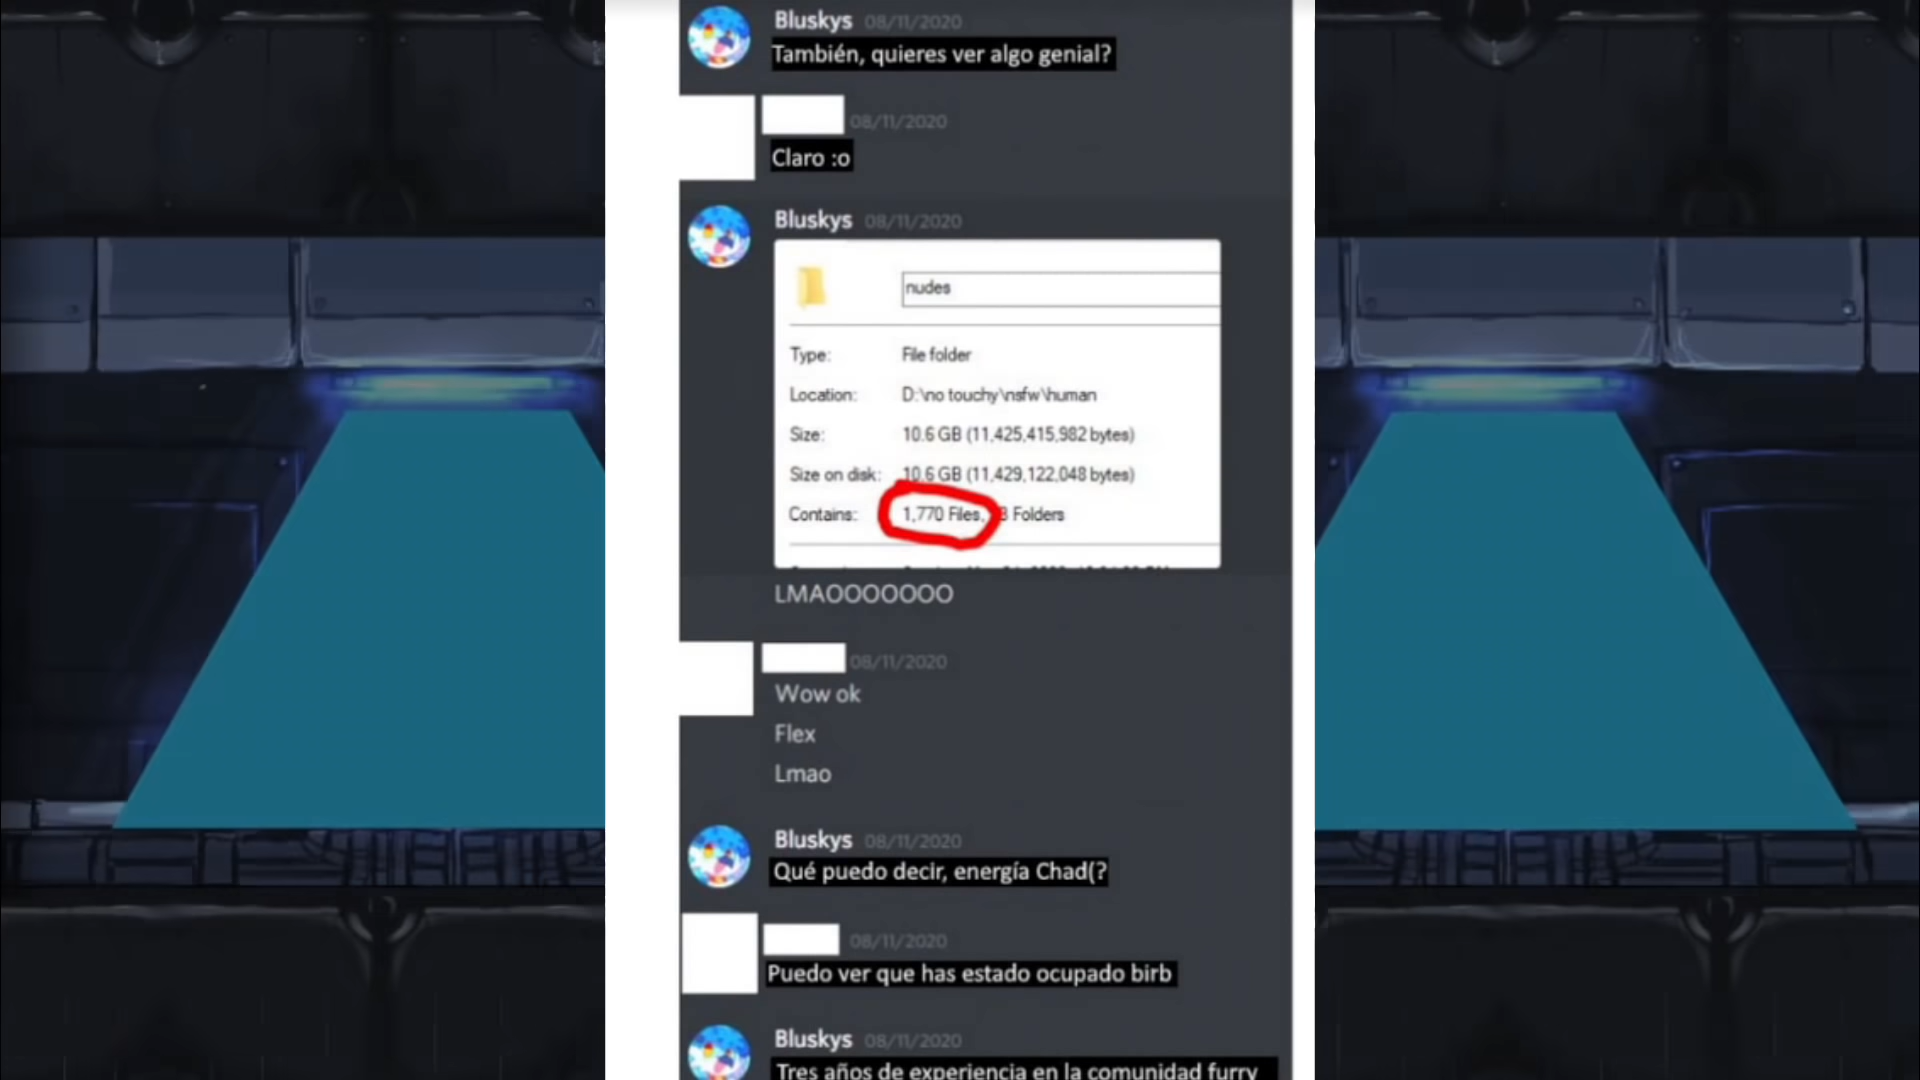 Bluskys 08/11/2020
También, quieres ver algo genial?
08/11/2020
Claro :o
Bluskys 08/11/2020
nudes
Type: File folder
Location: D:\no touchy\nsfw\human
Size: 10.6 GB (11,425,415,982 bytes)
Size on disk: 10.6 GB (11,429,122,048 bytes)
Contains: 1,770 Files, Folders
LMAOOOOOOO
08/11/2020
Wow ok
Flex
Lmao
Bluskys 08/11/2020
Qué puedo decir, energía Chad(?
08/11/2020
Puedo ver que has estado ocupado birb
Bluskys 08/11/2020
Tres años de experiencia en la comunidad furry